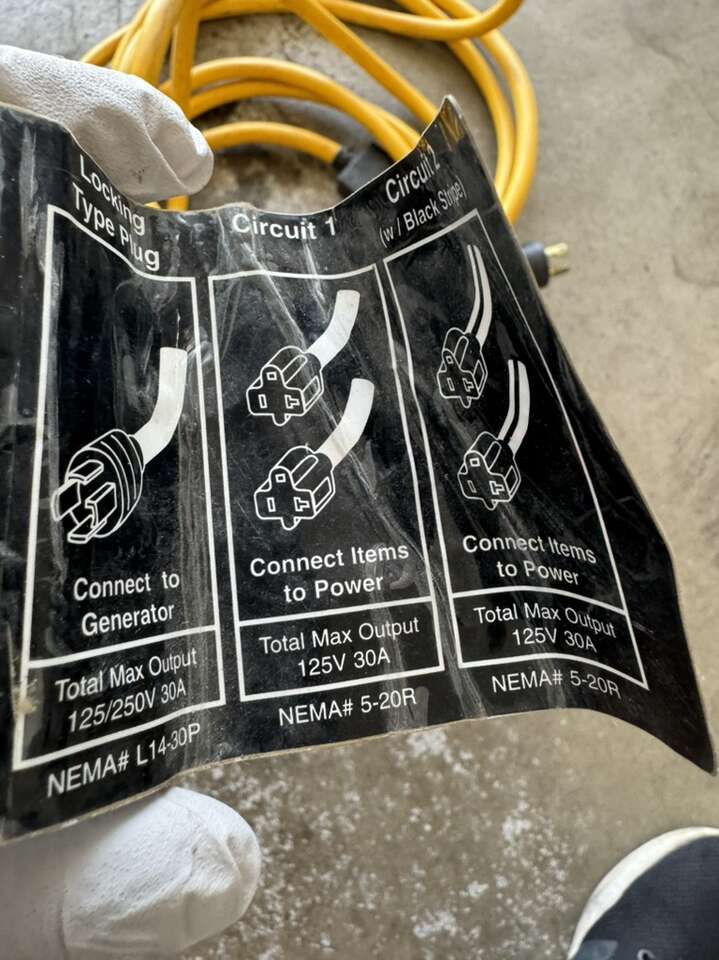 Locking
Type Plug
Connect to
Generator
Total Max Output
125/250V 30A
NEMA# L14-30P
Circuit 1
Connect Items
to Power
Total Max Output
125V 30A
NEMA# 5-20R
Circuit 2
(w / Black Stripe)
Connect Items
to Power
Total Max Output
125V 30A
NEMA# 5-20R